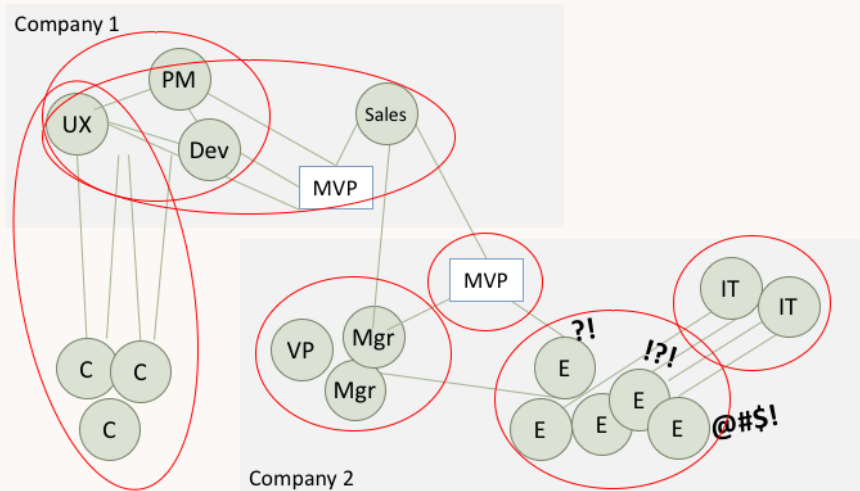 Company 1
PM
UX
Sales
Dev
MVP
MVP
IT
IT
?!
!?!
VP
Mgr
Mgr
E
E
E
E
E
@#$!
C
C
C
Company 2